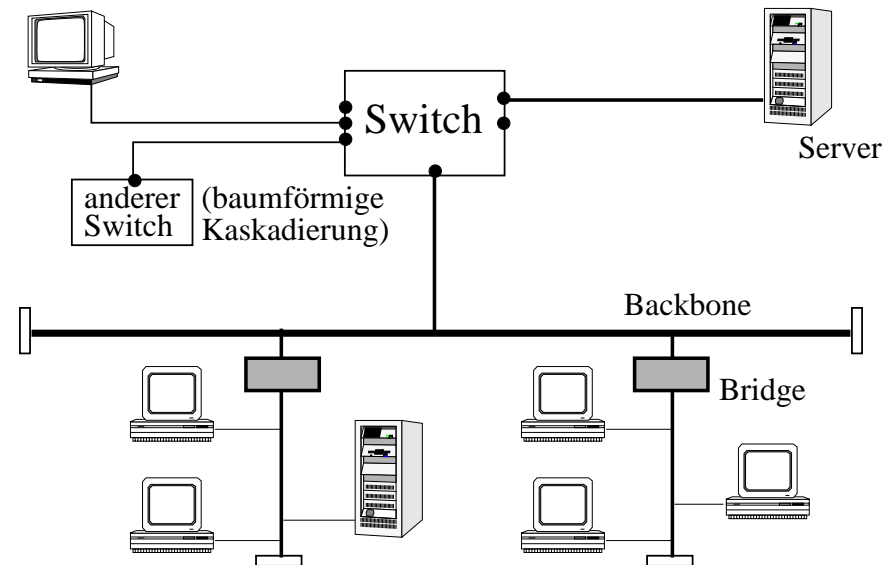 Switch
Server
anderer (baumförmige
Switch Kaskadierung)
Backbone
Bridge